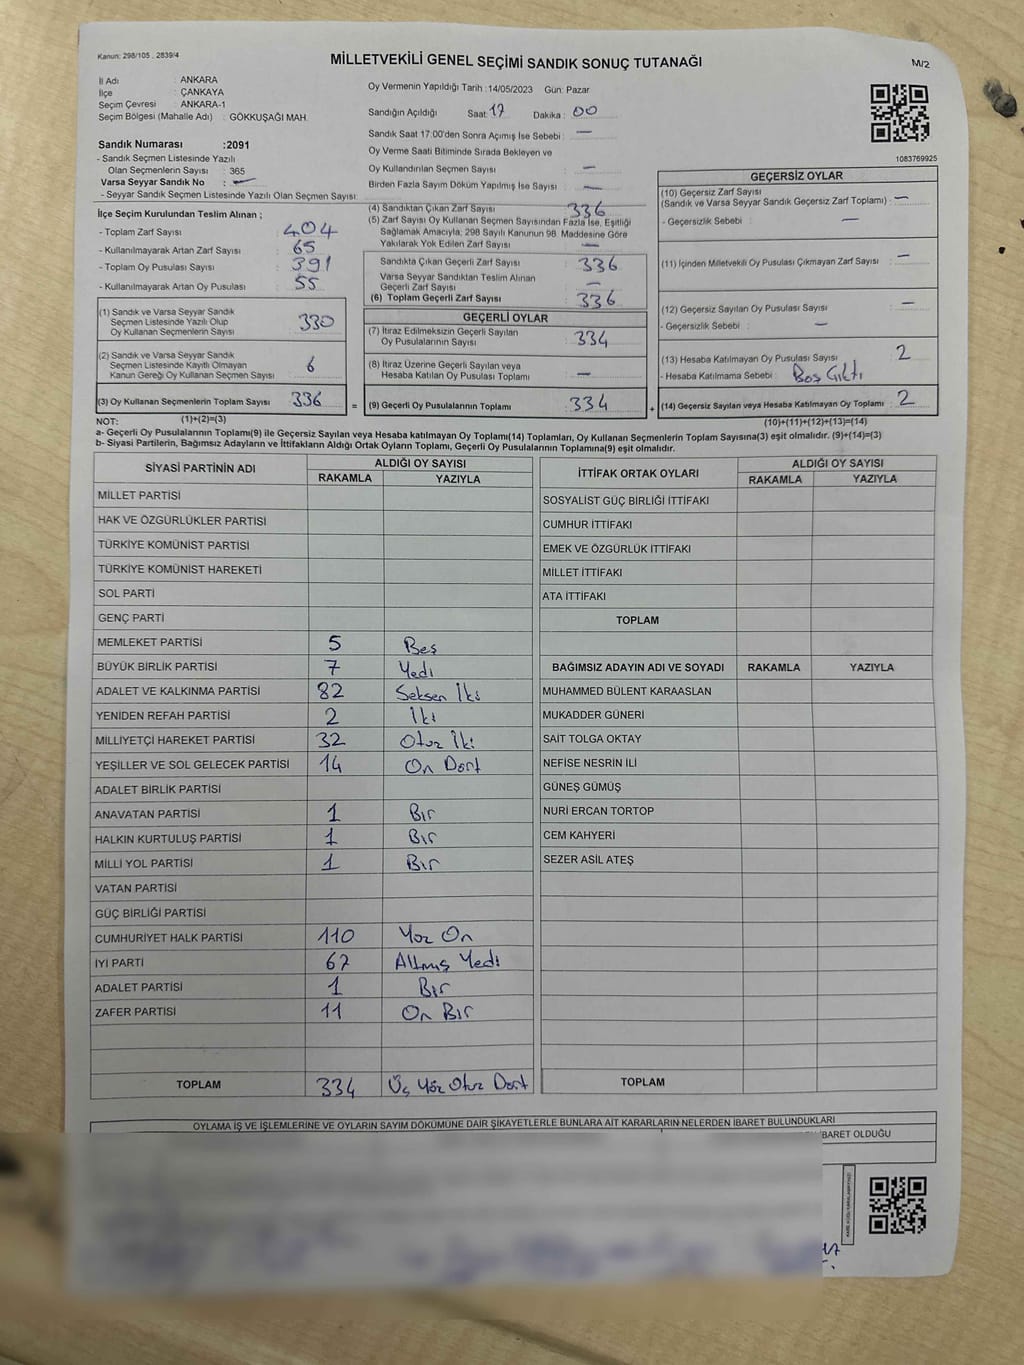 Kanun: 298/105 , 2839/4
MİLLETVEKİLİ GENEL SEÇİMİ SANDIK SONUÇ TUTANAĞI
M/2
İl Adı : ANKARA
İlçe : ÇANKAYA
Seçim Çevresi : ANKARA-1
Seçim Bölgesi (Mahalle Adı) : GÖKKUŞAĞI MAH.
Sandık Numarası :2091
- Sandık Seçmen Listesinde Yazılı
Olan Seçmenlerin Sayısı : 365
Varsa Seyyar Sandık No : —
- Seyyar Sandık Seçmen Listesinde Yazılı Olan Seçmen Sayısı:
Oy Vermenin Yapıldığı Tarih :14/05/2023 Gün: Pazar
Sandığın Açıldığı Saat: 17 Dakika : 00
Sandık Saat 17:00'den Sonra Açımış İse Sebebi : —
Oy Verme Saati Bitiminde Sırada Bekleyen ve
Oy Kullandırılan Seçmen Sayısı : —
Birden Fazla Sayım Döküm Yapılmış İse Sayısı : —
1083769925
İlçe Seçim Kurulundan Teslim Alınan ;
- Toplam Zarf Sayısı : 404
- Kullanılmayarak Artan Zarf Sayısı : 65
- Toplam Oy Pusulası Sayısı : 391
- Kullanılmayarak Artan Oy Pusulası : 55
(1) Sandık ve Varsa Seyyar Sandık
Seçmen Listesinde Yazılı Olup
Oy Kullanan Seçmenlerin Sayısı : 330
(2) Sandık ve Varsa Seyyar Sandık
Seçmen Listesinde Kayıtlı Olmayan
Kanun Gereği Oy Kullanan Seçmen Sayısı : 6
(3) Oy Kullanan Seçmenlerin Toplam Sayısı : 336
(1)+(2)=(3)
(4) Sandıktan Çıkan Zarf Sayısı : 336
(5) Zarf Sayısı Oy Kullanan Seçmen Sayısından Fazla İse, Eşitliği
Sağlamak Amacıyla; 298 Sayılı Kanunun 98. Maddesine Göre
Yakılarak Yok Edilen Zarf Sayısı : —
Sandıkta Çıkan Geçerli Zarf Sayısı : 336
Varsa Seyyar Sandıktan Teslim Alınan
Geçerli Zarf Sayısı : —
(6) Toplam Geçerli Zarf Sayısı : 336
GEÇERLİ OYLAR
(7) İtiraz Edilmeksizin Geçerli Sayılan
Oy Pusulalarının Sayısı : 334
(8) İtiraz Üzerine Geçerli Sayılan veya
Hesaba Katılan Oy Pusulası Toplamı : —
= (9) Geçerli Oy Pusulalarının Toplamı : 334 +
GEÇERSİZ OYLAR
(10) Geçersiz Zarf Sayısı
(Sandık ve Varsa Seyyar Sandık Geçersiz Zarf Toplamı) : —
- Geçersizlik Sebebi : —
(11) İçinden Milletvekili Oy Pusulası Çıkmayan Zarf Sayısı : —
(12) Geçersiz Sayılan Oy Pusulası Sayısı : —
- Geçersizlik Sebebi : —
(13) Hesaba Katılmayan Oy Pusulası Sayısı : 2
- Hesaba Katılmama Sebebi : Boş Çıktı
(14) Geçersiz Sayılan veya Hesaba Katılmayan Oy Toplamı : 2
(10)+(11)+(12)+(13)=(14)
NOT:
a- Geçerli Oy Pusulalarının Toplamı(9) ile Geçersiz Sayılan veya Hesaba katılmayan Oy Toplamı(14) Toplamları, Oy Kullanan Seçmenlerin Toplam Sayısına(3) eşit olmalıdır. (9)+(14)=(3)
b- Siyasi Partilerin, Bağımsız Adayların ve İttifakların Aldığı Ortak Oyların Toplamı, Geçerli Oy Pusulalarının Toplamına(9) eşit olmalıdır.
SİYASİ PARTİNİN ADI ALDIĞI OY SAYISI
RAKAMLA YAZIYLA
MİLLET PARTİSİ
HAK VE ÖZGÜRLÜKLER PARTİSİ
TÜRKİYE KOMÜNİST PARTİSİ
TÜRKİYE KOMÜNİST HAREKETİ
SOL PARTİ
GENÇ PARTİ
MEMLEKET PARTİSİ 5 Beş
BÜYÜK BİRLİK PARTİSİ 7 Yedi
ADALET VE KALKINMA PARTİSİ 82 Seksen İki
YENİDEN REFAH PARTİSİ 2 İki
MİLLİYETÇİ HAREKET PARTİSİ 32 Otuz İki
YEŞİLLER VE SOL GELECEK PARTİSİ 14 On Dört
ADALET BİRLİK PARTİSİ
ANAVATAN PARTİSİ 1 Bir
HALKIN KURTULUŞ PARTİSİ 1 Bir
MİLLİ YOL PARTİSİ 1 Bir
VATAN PARTİSİ
GÜÇ BİRLİĞİ PARTİSİ
CUMHURİYET HALK PARTİSİ 110 Yüz On
İYİ PARTİ 67 Altmış Yedi
ADALET PARTİSİ 1 Bir
ZAFER PARTİSİ 11 On Bir
TOPLAM 334 Üç Yüz Otuz Dört
İTTİFAK ORTAK OYLARI ALDIĞI OY SAYISI
RAKAMLA YAZIYLA
SOSYALİST GÜÇ BİRLİĞİ İTTİFAKI
CUMHUR İTTİFAKI
EMEK VE ÖZGÜRLÜK İTTİFAKI
MİLLET İTTİFAKI
ATA İTTİFAKI
TOPLAM
BAĞIMSIZ ADAYIN ADI VE SOYADI RAKAMLA YAZIYLA
MUHAMMED BÜLENT KARAASLAN
MUKADDER GÜNERİ
SAİT TOLGA OKTAY
NEFİSE NESRİN İLİ
GÜNEŞ GÜMÜŞ
NURİ ERCAN TORTOP
CEM KAHYERİ
SEZER ASİL ATEŞ
TOPLAM
OYLAMA İŞ VE İŞLEMLERİNE VE OYLARIN SAYIM DÖKÜMÜNE DAİR ŞİKAYETLERLE BUNLARA AİT KARARLARIN NELERDEN İBARET BULUNDUKLARI
İBARET OLDUĞU